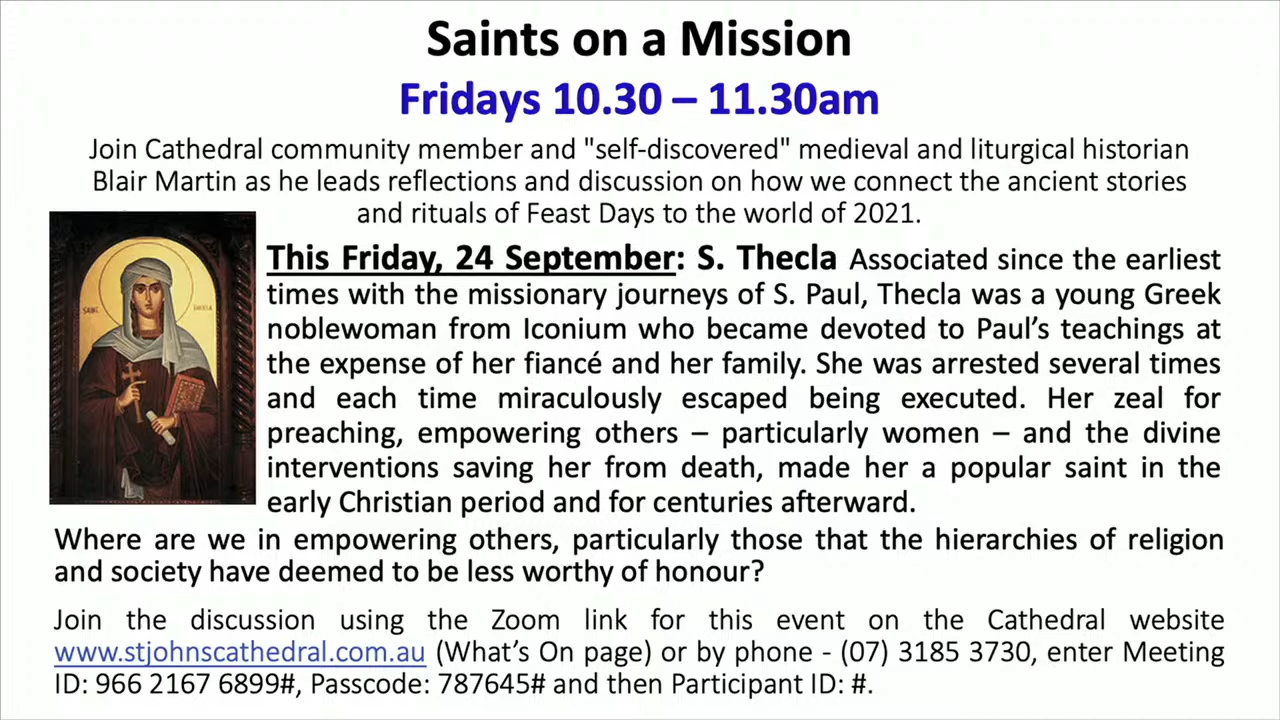 Saints on a Mission
Fridays 10.30 – 11.30am
Join Cathedral community member and "self-discovered" medieval and liturgical historian
Blair Martin as he leads reflections and discussion on how we connect the ancient stories
and rituals of Feast Days to the world of 2021.
This Friday, 24 September: S. Thecla Associated since the earliest
times with the missionary journeys of S. Paul, Thecla was a young Greek
noblewoman from Iconium who became devoted to Paul’s teachings at
the expense of her fiancé and her family. She was arrested several times
and each time miraculously escaped being executed. Her zeal for
preaching, empowering others – particularly women – and the divine
interventions saving her from death, made her a popular saint in the
early Christian period and for centuries afterward.
Where are we in empowering others, particularly those that the hierarchies of religion
and society have deemed to be less worthy of honour?
Join the discussion using the Zoom link for this event on the Cathedral website
www.stjohnscathedral.com.au (What’s On page) or by phone - (07) 3185 3730, enter Meeting
ID: 966 2167 6899#, Passcode: 787645# and then Participant ID: #.